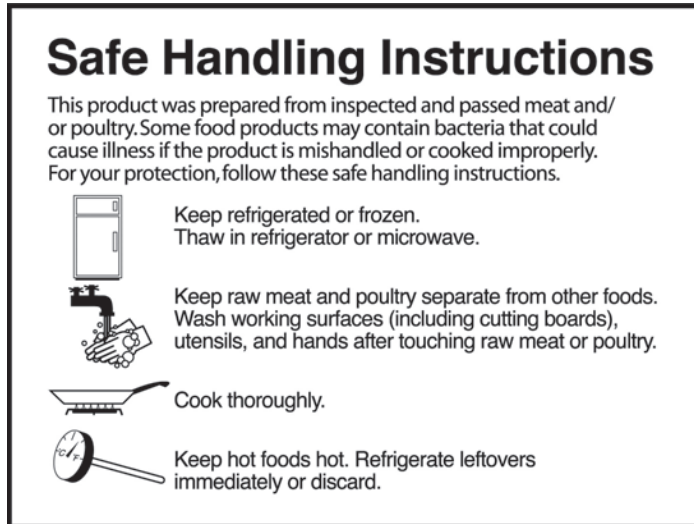 Safe Handling Instructions
This product was prepared from inspected and passed meat and/
or poultry. Some food products may contain bacteria that could
cause illness if the product is mishandled or cooked improperly.
For your protection, follow these safe handling instructions.
Keep refrigerated or frozen.
Thaw in refrigerator or microwave.
Keep raw meat and poultry separate from other foods.
Wash working surfaces (including cutting boards),
utensils, and hands after touching raw meat or poultry.
Cook thoroughly.
°C °F
Keep hot foods hot. Refrigerate leftovers
immediately or discard.